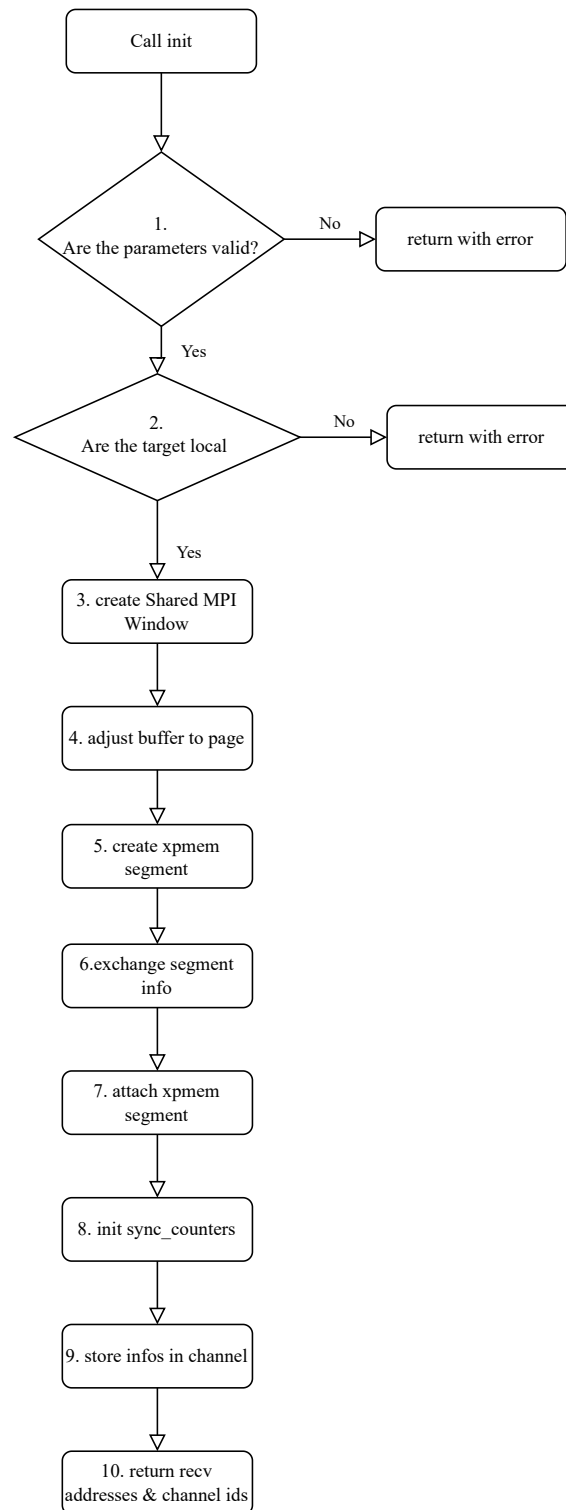 Call init
1.
Are the parameters valid?
No
return with error
Yes
2.
Are the target local
No
return with error
Yes
3. create Shared MPI
Window
4. adjust buffer to page
5. create xpmem
segment
6.exchange segment
info
7. attach xpmem
segment
8. init sync_counters
9. store infos in channel
10. return recv
addresses & channel ids